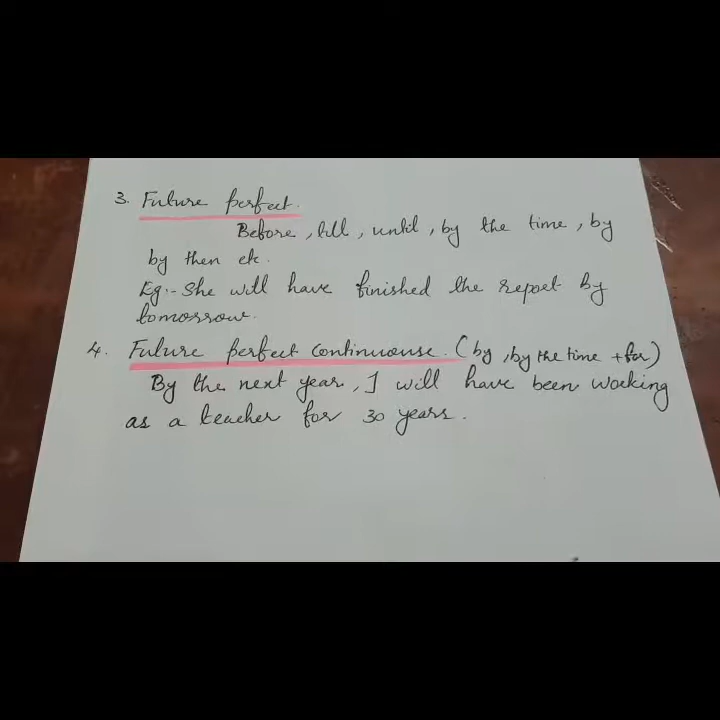 3. Future perfect.
Before, till, until, by the time, by
by then etc.
Eg:- She will have finished the report by
tomorrow.
4. Future perfect continuouse. (by, by the time + for)
By the next year, I will have been working
as a teacher for 30 years.